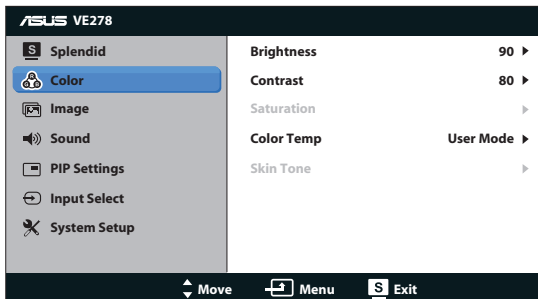 ASUS VE278
S Splendid
Color
Image
Sound
PIP Settings
Input Select
System Setup
Brightness 90
Contrast 80
Saturation
Color Temp User Mode
Skin Tone
Move Menu S Exit